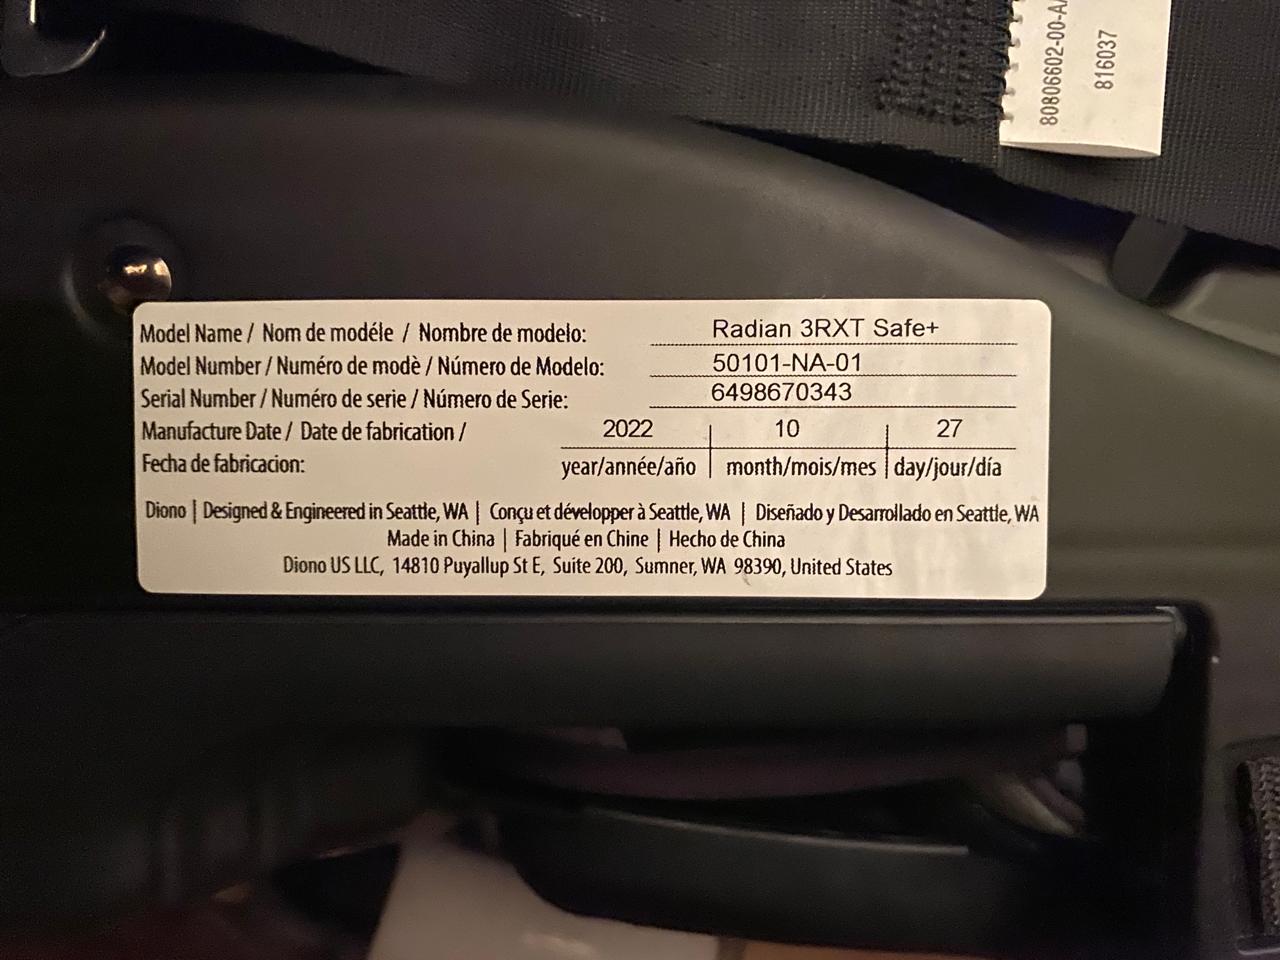 80806602-00-A
816037
Model Name / Nom de modéle / Nombre de modelo: Radian 3RXT Safe+
Model Number / Numéro de modè / Número de Modelo: 50101-NA-01
Serial Number / Numéro de serie / Número de Serie: 6498670343
Manufacture Date / Date de fabrication / 2022 10 27
Fecha de fabricacion: year/année/año month/mois/mes day/jour/día
Diono | Designed & Engineered in Seattle, WA | Conçu et développer à Seattle, WA | Diseñado y Desarrollado en Seattle, WA
Made in China | Fabriqué en Chine | Hecho de China
Diono US LLC, 14810 Puyallup St E, Suite 200, Sumner, WA 98390, United States